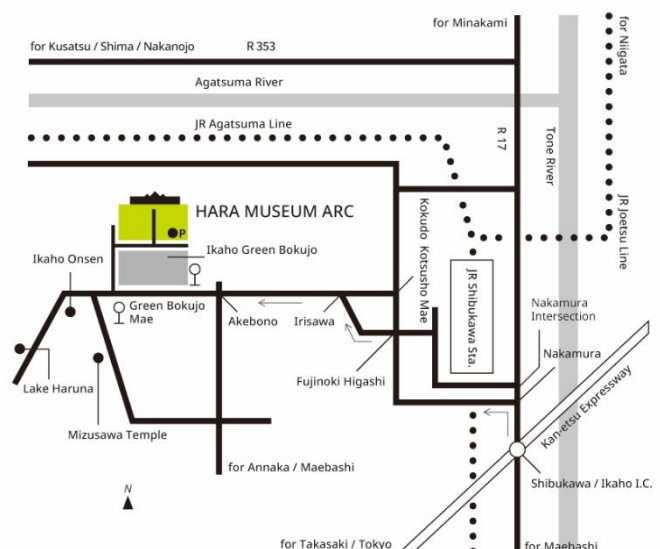 for Minakami
for Niigata
for Kusatsu / Shima / Nakanojo
R 353
Agatsuma River
JR Agatsuma Line
R 17
Tone River
HARA MUSEUM ARC
P
JR Joetsu Line
Kokudo Kotsusho Mae
Ikaho Onsen
Ikaho Green Bokujo
JR Shibukawa Sta.
Green Bokujo
Mae
Akebono
Irisawa
Nakamura
Intersection
Nakamura
Fujinoki Higashi
Lake Haruna
Kan-etsu Expressway
Mizusawa Temple
for Annaka / Maebashi
Shibukawa / Ikaho I.C.
N
for Takasaki / Tokyo
for Maebashi